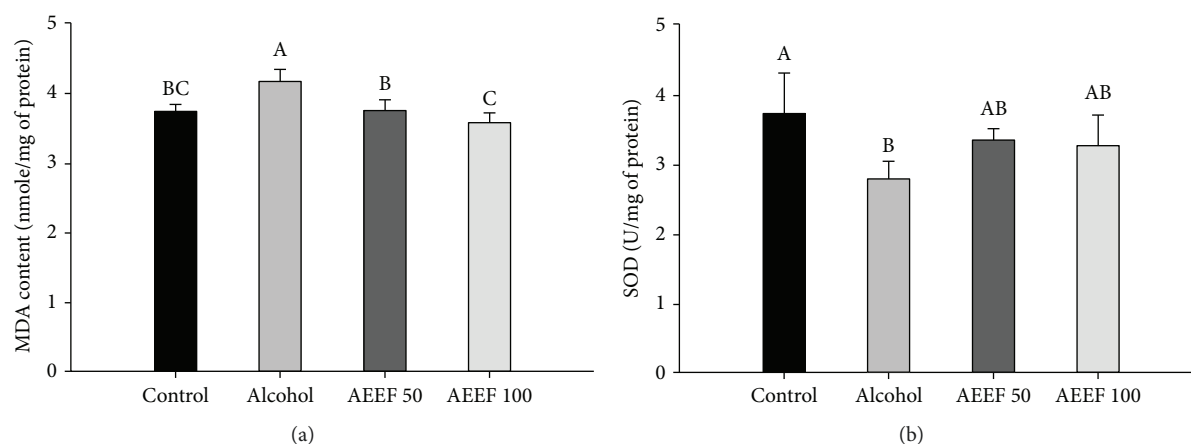 MDA content (nmole/mg of protein)
5
4
3
2
1
0
BC
A
B
C
Control
Alcohol
AEEF 50
AEEF 100
(a)
SOD (U/mg of protein)
5
4
3
2
1
0
A
B
AB
AB
Control
Alcohol
AEEF 50
AEEF 100
(b)